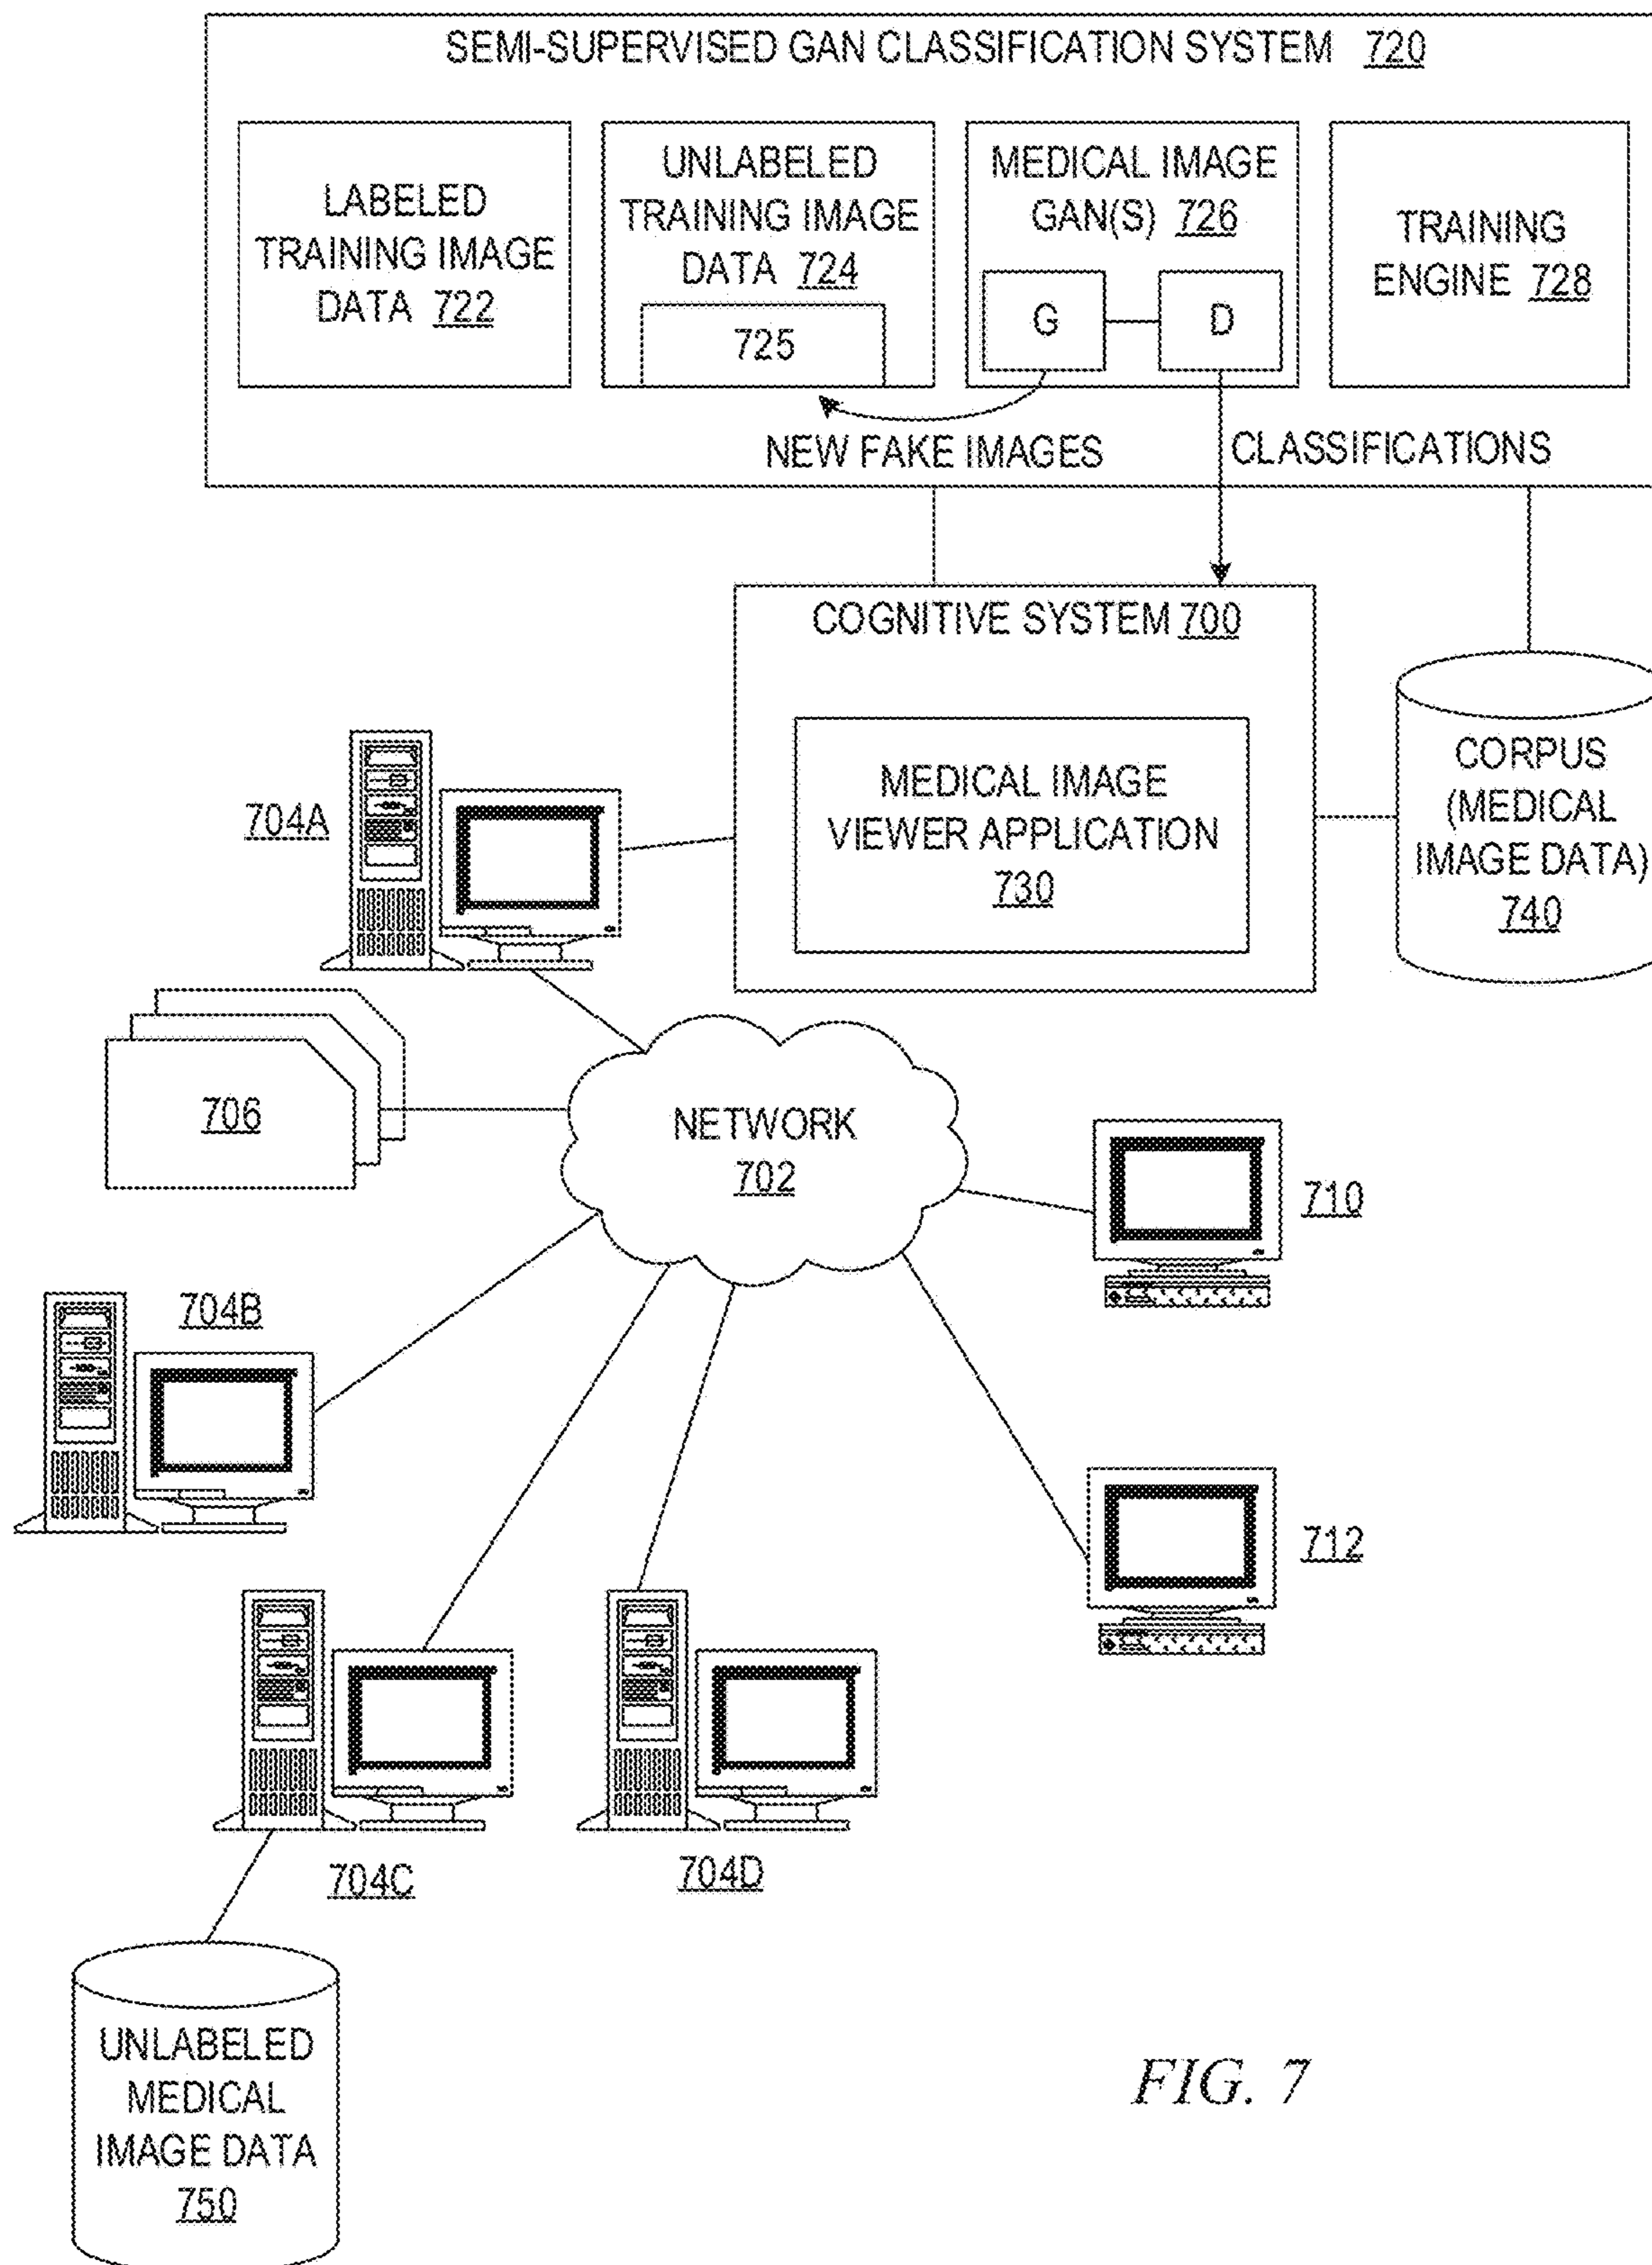 SEMI-SUPERVISED GAN CLASSIFICATION SYSTEM 720
LABELED
TRAINING IMAGE
DATA 722
UNLABELED
TRAINING IMAGE
DATA 724
725
MEDICAL IMAGE
GAN(S) 726
G
D
TRAINING
ENGINE 728
NEW FAKE IMAGES
CLASSIFICATIONS
COGNITIVE SYSTEM 700
MEDICAL IMAGE
VIEWER APPLICATION
730
CORPUS
(MEDICAL
IMAGE DATA)
740
704A
706
NETWORK
702
710
704B
712
704C
704D
UNLABELED
MEDICAL
IMAGE DATA
750
FIG. 7